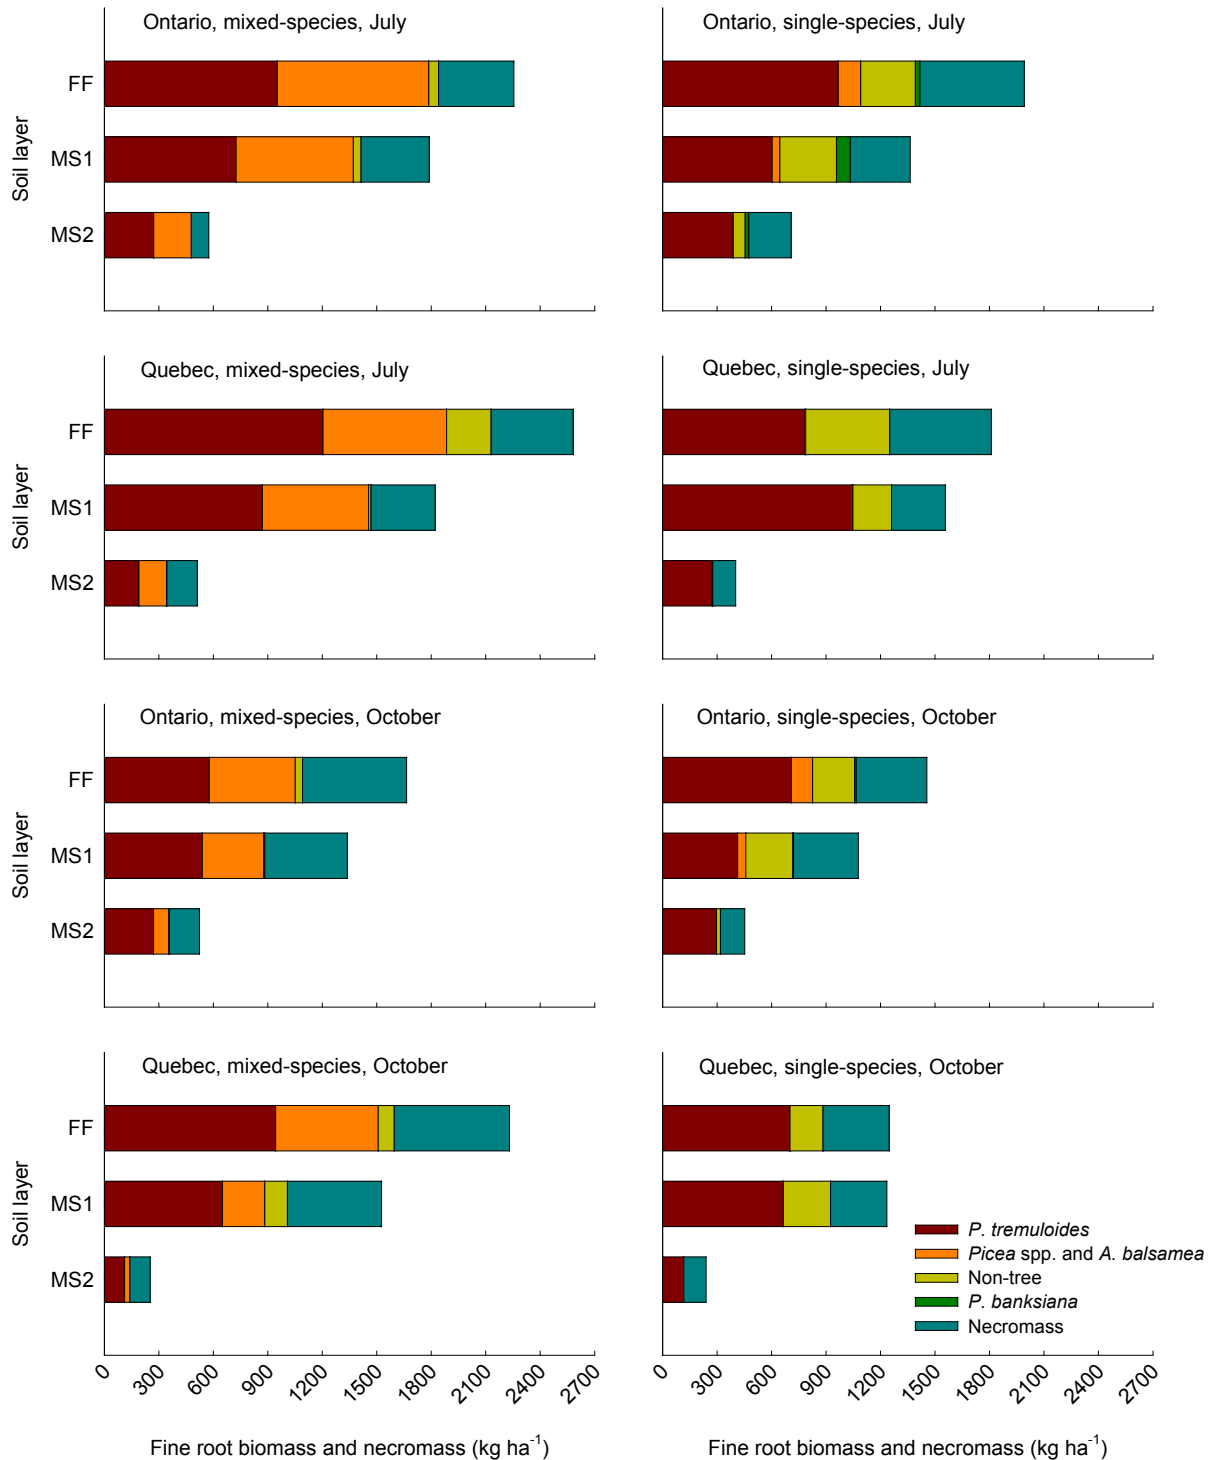 Ontario, mixed-species, July
Ontario, single-species, July
Soil layer
FF
MS1
MS2
Quebec, mixed-species, July
Quebec, single-species, July
Soil layer
FF
MS1
MS2
Ontario, mixed-species, October
Ontario, single-species, October
Soil layer
FF
MS1
MS2
Quebec, mixed-species, October
Quebec, single-species, October
Soil layer
FF
MS1
MS2
P. tremuloides
Picea spp. and A. balsamea
Non-tree
P. banksiana
Necromass
0 300 600 900 1200 1500 1800 2100 2400 2700
0 300 600 900 1200 1500 1800 2100 2400 2700
Fine root biomass and necromass (kg ha⁻¹)
Fine root biomass and necromass (kg ha⁻¹)